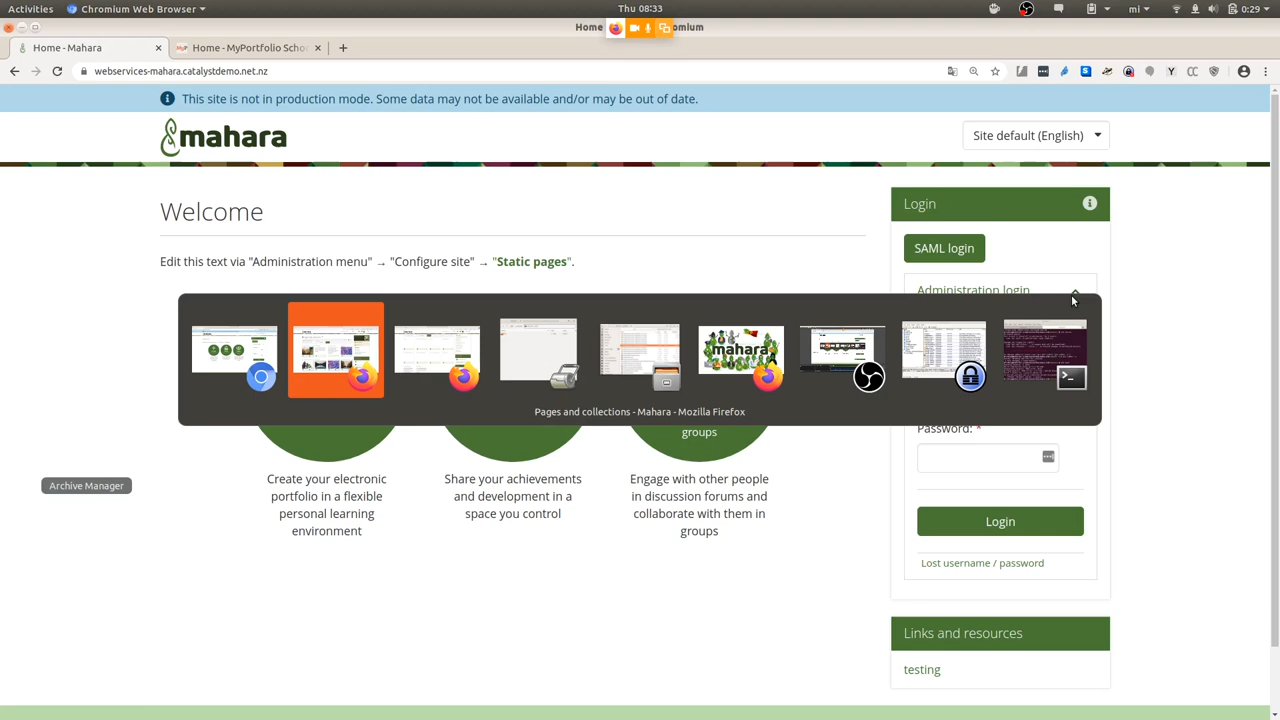 Activities
Chromium Web Browser
Thu 08:33
mi
0:29
Home
omium
Home - Mahara
Home - MyPortfolio Scho
webservices-mahara.catalystdemo.net.nz
This site is not in production mode. Some data may not be available and/or may be out of date.
mahara
Site default (English)
Welcome
Edit this text via "Administration menu" → "Configure site" → "Static pages".
Login
SAML login
Administration login
mahara
Pages and collections - Mahara - Mozilla Firefox
groups
Password: *
Archive Manager
Create your electronic
portfolio in a flexible
personal learning
environment
Share your achievements
and development in a
space you control
Engage with other people
in discussion forums and
collaborate with them in
groups
Login
Lost username / password
Links and resources
testing